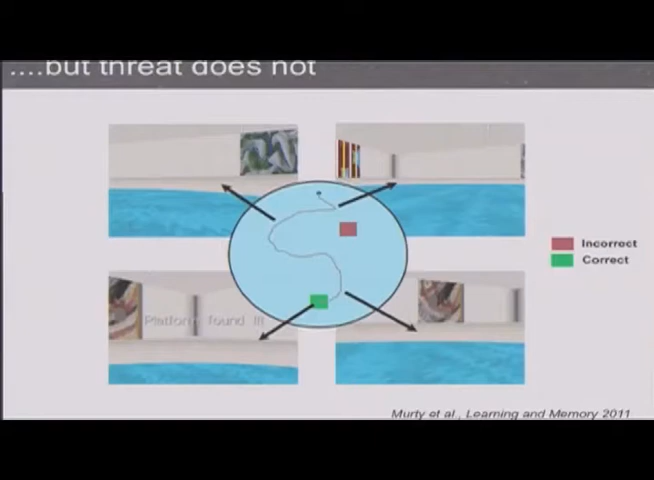 ....but threat does not
Incorrect
Correct
Platform found !!!
Murty et al., Learning and Memory 2011